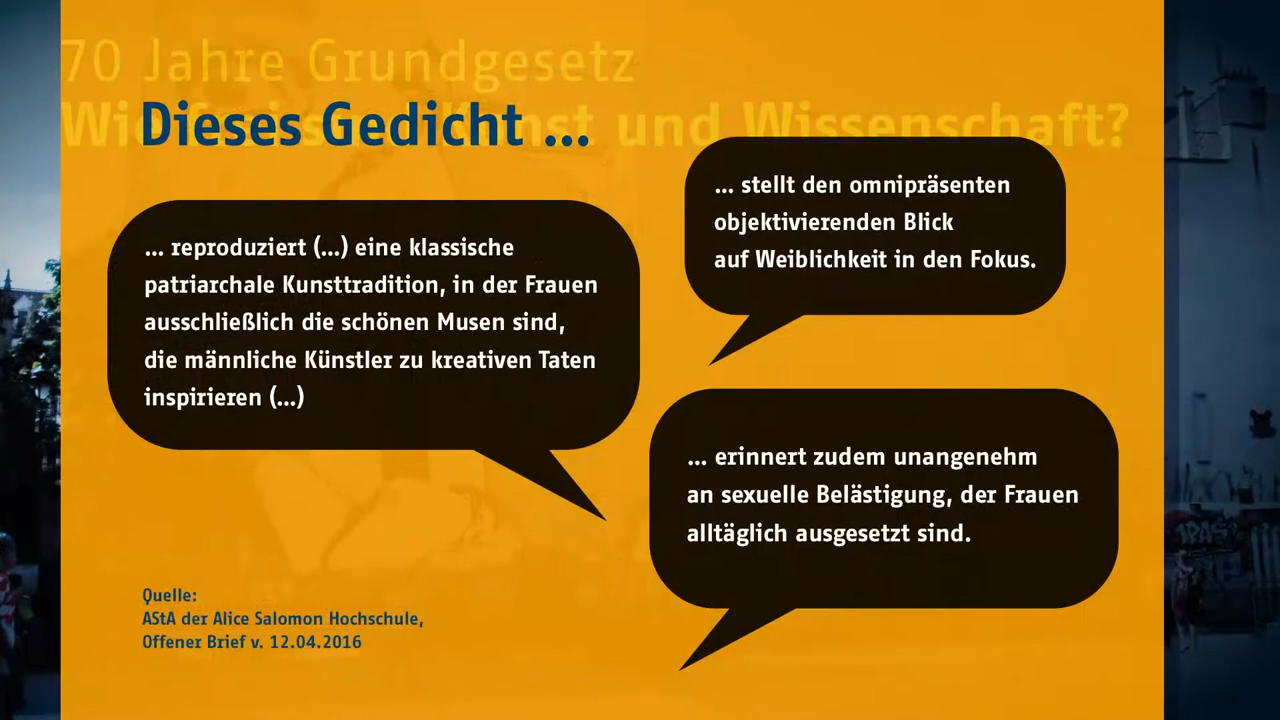 70 Jahre Grundgesetz
und Wissenschaft?
Dieses Gedicht ...
... stellt den omnipräsenten
objektivierenden Blick
auf Weiblichkeit in den Fokus.
... reproduziert (...) eine klassische
patriarchale Kunsttradition, in der Frauen
ausschließlich die schönen Musen sind,
die männliche Künstler zu kreativen Taten
inspirieren (...)
... erinnert zudem unangenehm
an sexuelle Belästigung, der Frauen
alltäglich ausgesetzt sind.
Quelle:
AStA der Alice Salomon Hochschule,
Offener Brief v. 12.04.2016